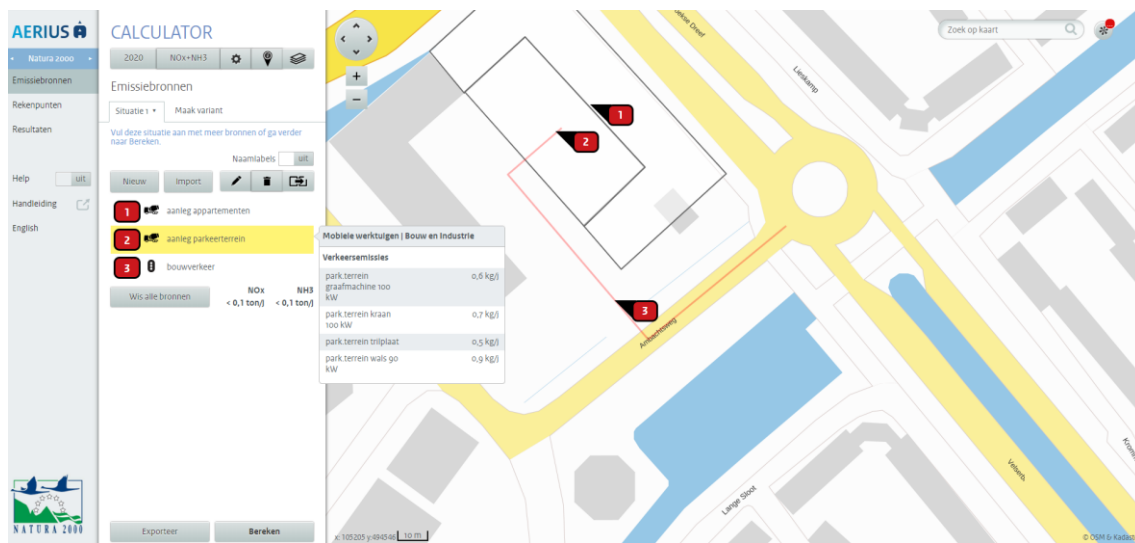 AERIUS
Natura 2000
Emissiebronnen
Rekenpunten
Resultaten
Help uit
Handleiding
English
NATURA 2000
CALCULATOR
2020 NOx+NH3
Emissiebronnen
Situatie 1 Maak variant
Vul deze situatie aan met meer bronnen of ga verder
naar Bereken.
Naamlabels uit
Nieuw Import
1 aanleg appartementen
2 aanleg parkeerterrein
3 bouwverkeer
Wis alle bronnen
NOx NH3
< 0,1 ton/j < 0,1 ton/j
Exporteer Bereken
Mobiele werktuigen | Bouw en Industrie
Verkeersemissies
park.terrein 0,6 kg/j
graafmachine 100
kW
park.terrein kraan 0,7 kg/j
100 kW
park.terrein trilplaat 0,5 kg/j
park.terrein wals 90 0,9 kg/j
kW
Zoek op kaart
1
2
3
Dreef
Lieskamp
Ambachtsweg
Lange Sloot
Velserb.
x: 105205 y:494546 10 m
© OSM & Kadast